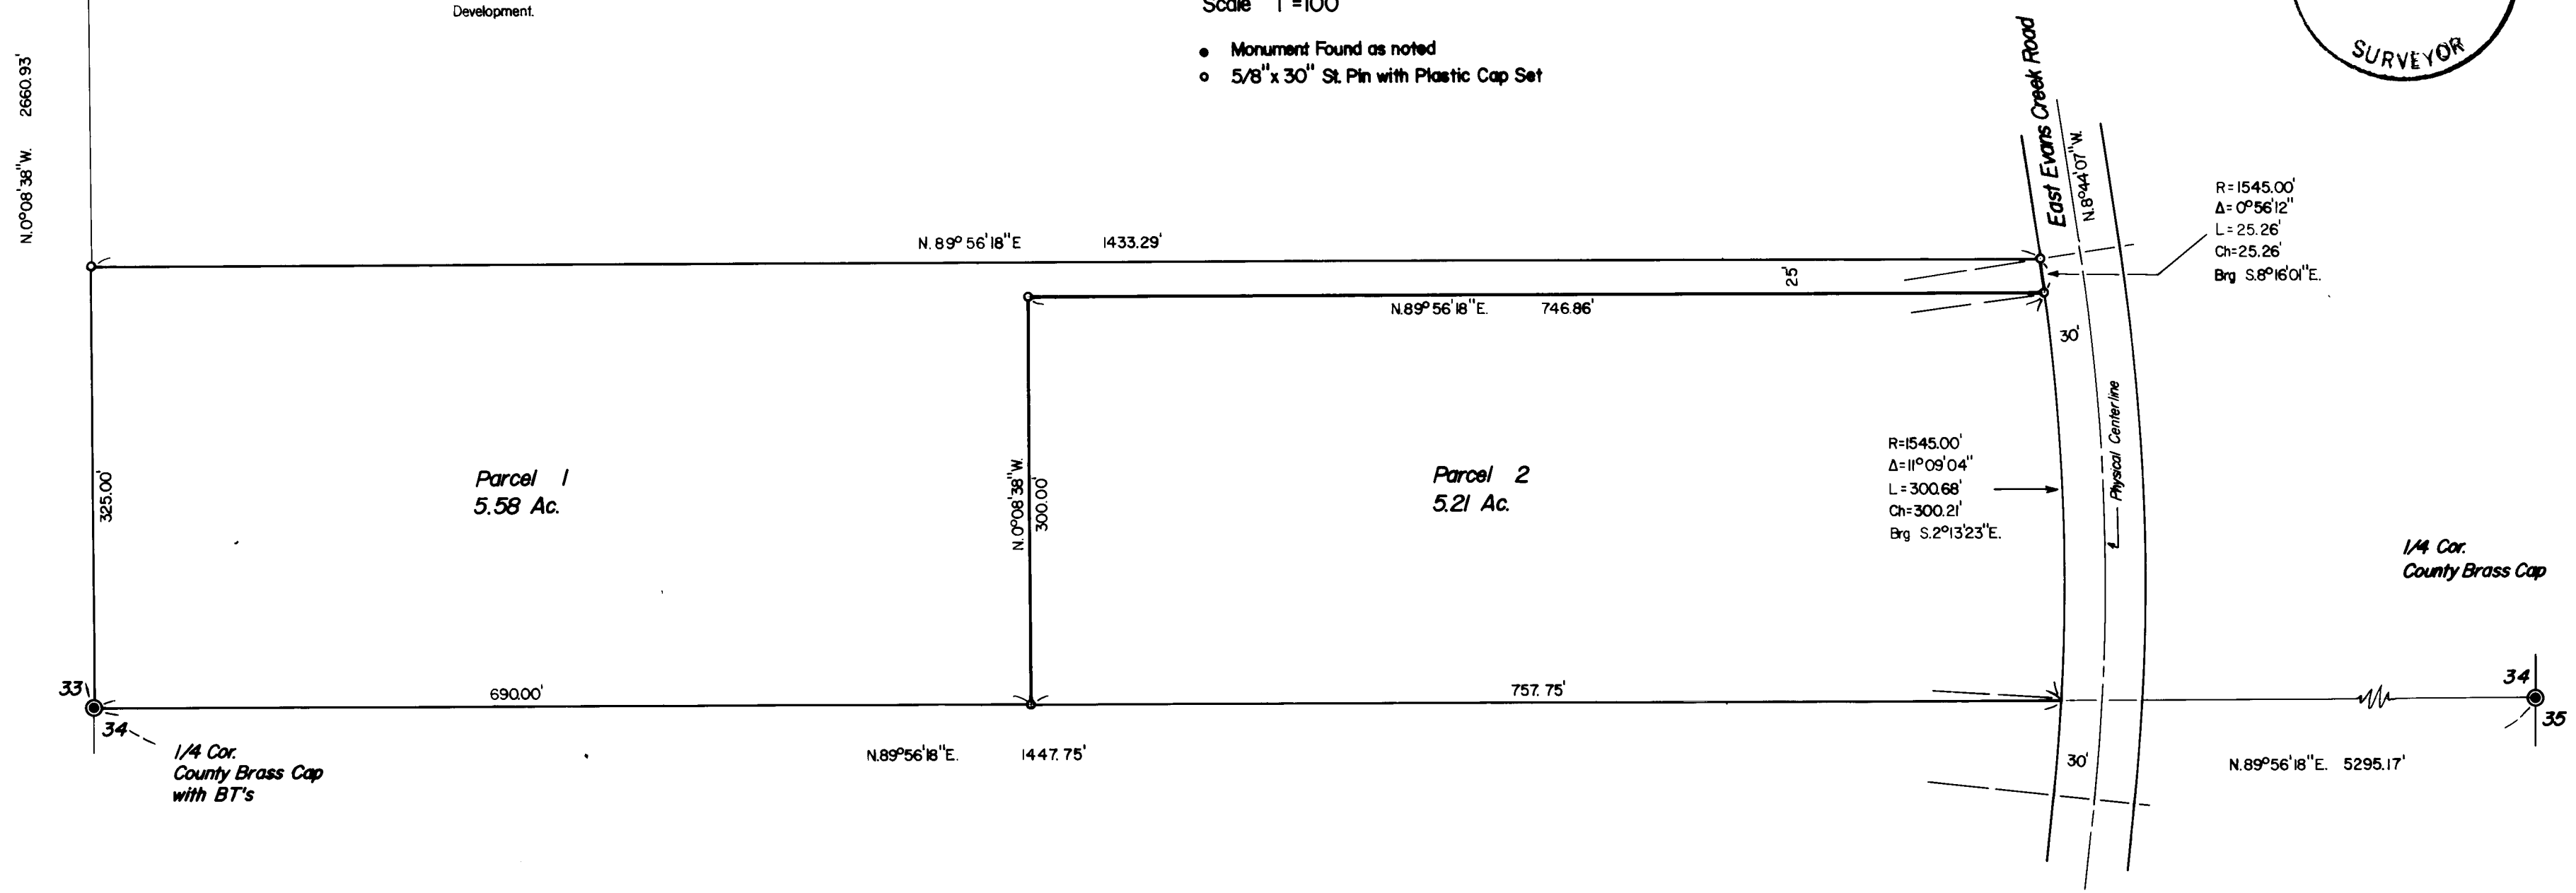 Development.
Scale 1"=100'
Monument Found as noted
5/8"x 30" St. Pin with Plastic Cap Set
SURVEYOR
N.0°08'38"W. 2660.93'
East Evans Creek Road
N.8°44'07"W.
R=1545.00'
Δ=0°56'12"
L=25.26'
Ch=25.26'
Brg S.8°16'01"E.
N.89°56'18"E 1433.29'
25'
N.89°56'18"E. 746.86'
30'
Physical Centerline
325.00'
Parcel 1
5.58 Ac.
N.0°08'38"W.
300.00'
Parcel 2
5.21 Ac.
R=1545.00'
Δ=11°09'04"
L=300.68'
Ch=300.21'
Brg S.2°13'23"E.
1/4 Cor.
County Brass Cap
33
34
690.00'
757.75'
34
35
1/4 Cor.
County Brass Cap
with BT's
N.89°56'18"E. 1447.75'
30'
N.89°56'18"E. 5295.17'